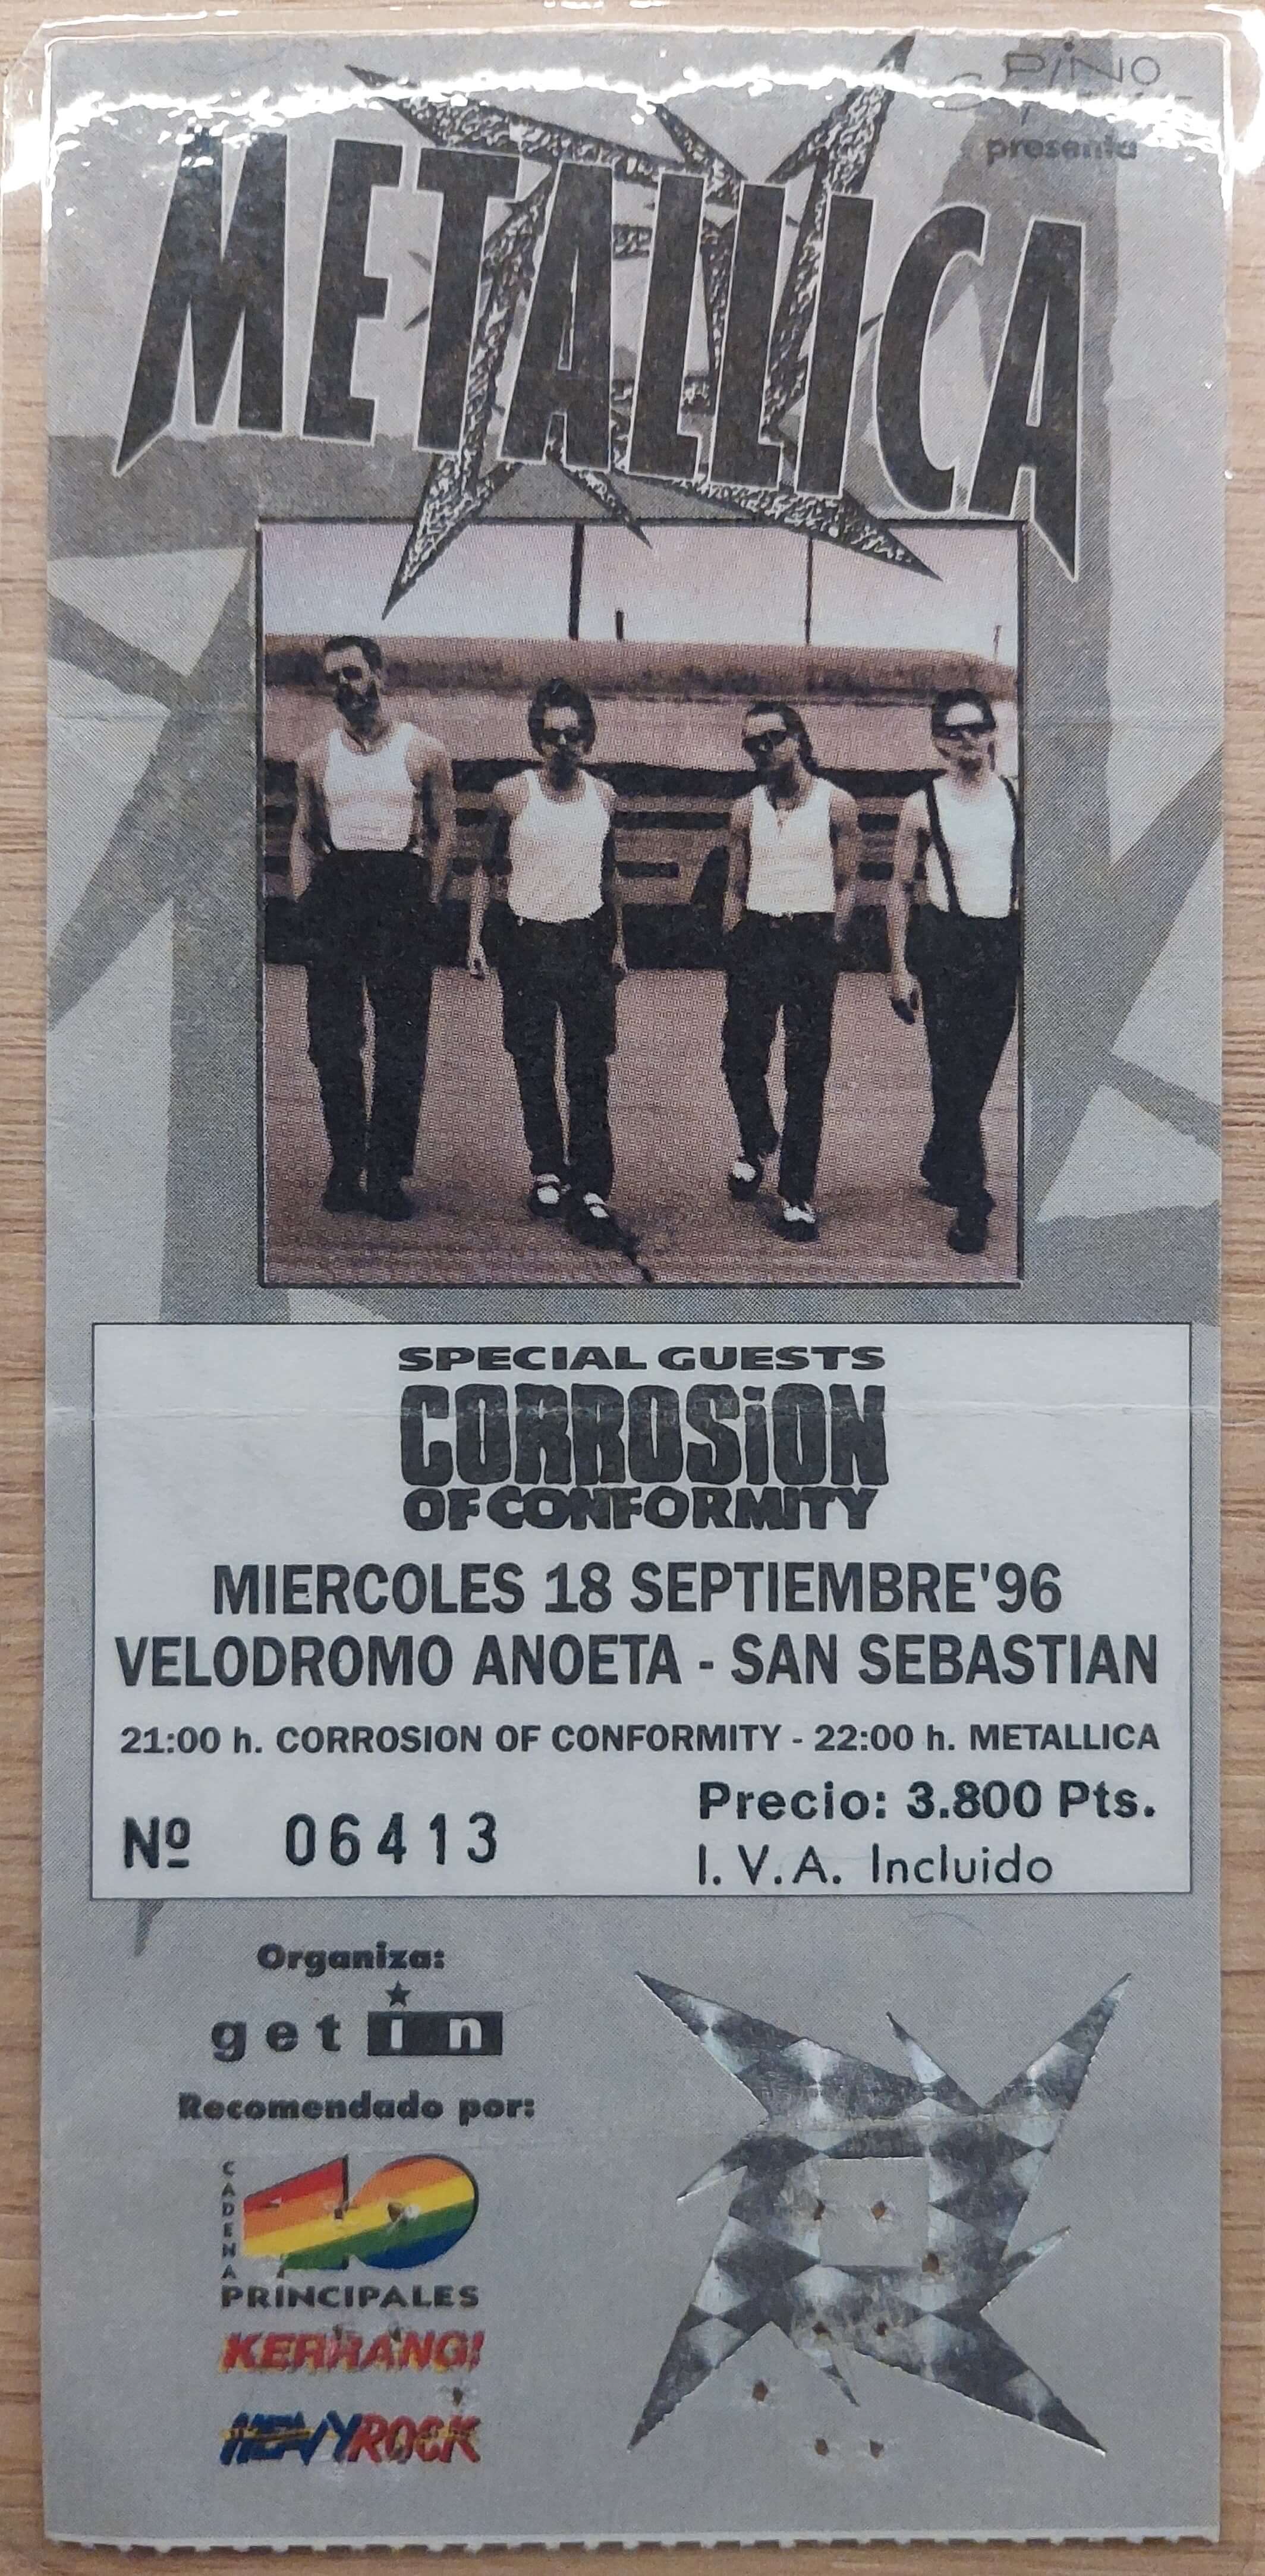 PINO
presenta
METALLICA
SPECIAL GUESTS
CORROSiON
OF CONFORMITY
MIERCOLES 18 SEPTIEMBRE'96
VELODROMO ANOETA - SAN SEBASTIAN
21:00 h. CORROSION OF CONFORMITY - 22:00 h. METALLICA
Precio: 3.800 Pts.
Nº 06413
I.V.A. Incluido
Organiza:
get in
Recomendado por:
CADENA
40
PRINCIPALES
KERRANG!
HEAVY ROCK